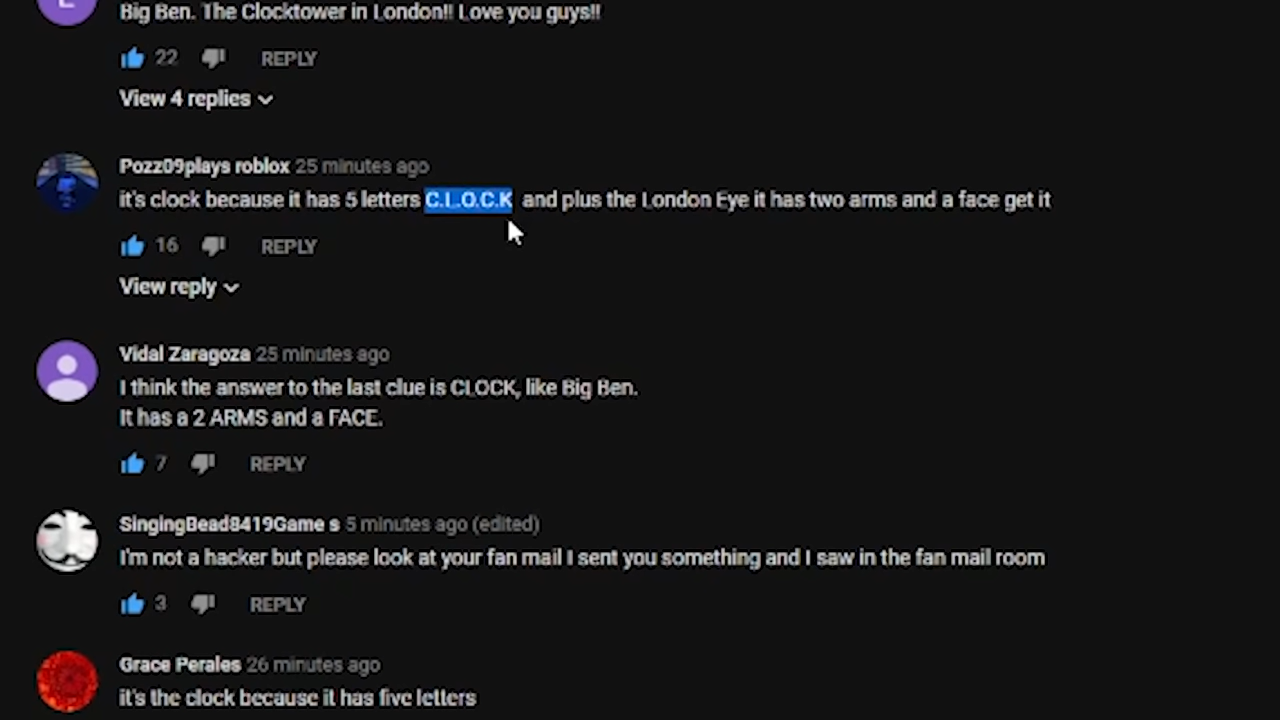 Big Ben. The Clocktower in London!! Love you guys!!
22 REPLY
View 4 replies
Pozz09plays roblox 25 minutes ago
it's clock because it has 5 letters C.L.O.C.K and plus the London Eye it has two arms and a face get it
16 REPLY
View reply
Vidal Zaragoza 25 minutes ago
I think the answer to the last clue is CLOCK, like Big Ben.
It has a 2 ARMS and a FACE.
7 REPLY
SingingBead8419Game s 5 minutes ago (edited)
I'm not a hacker but please look at your fan mail I sent you something and I saw in the fan mail room
3 REPLY
Grace Perales 26 minutes ago
it's the clock because it has five letters